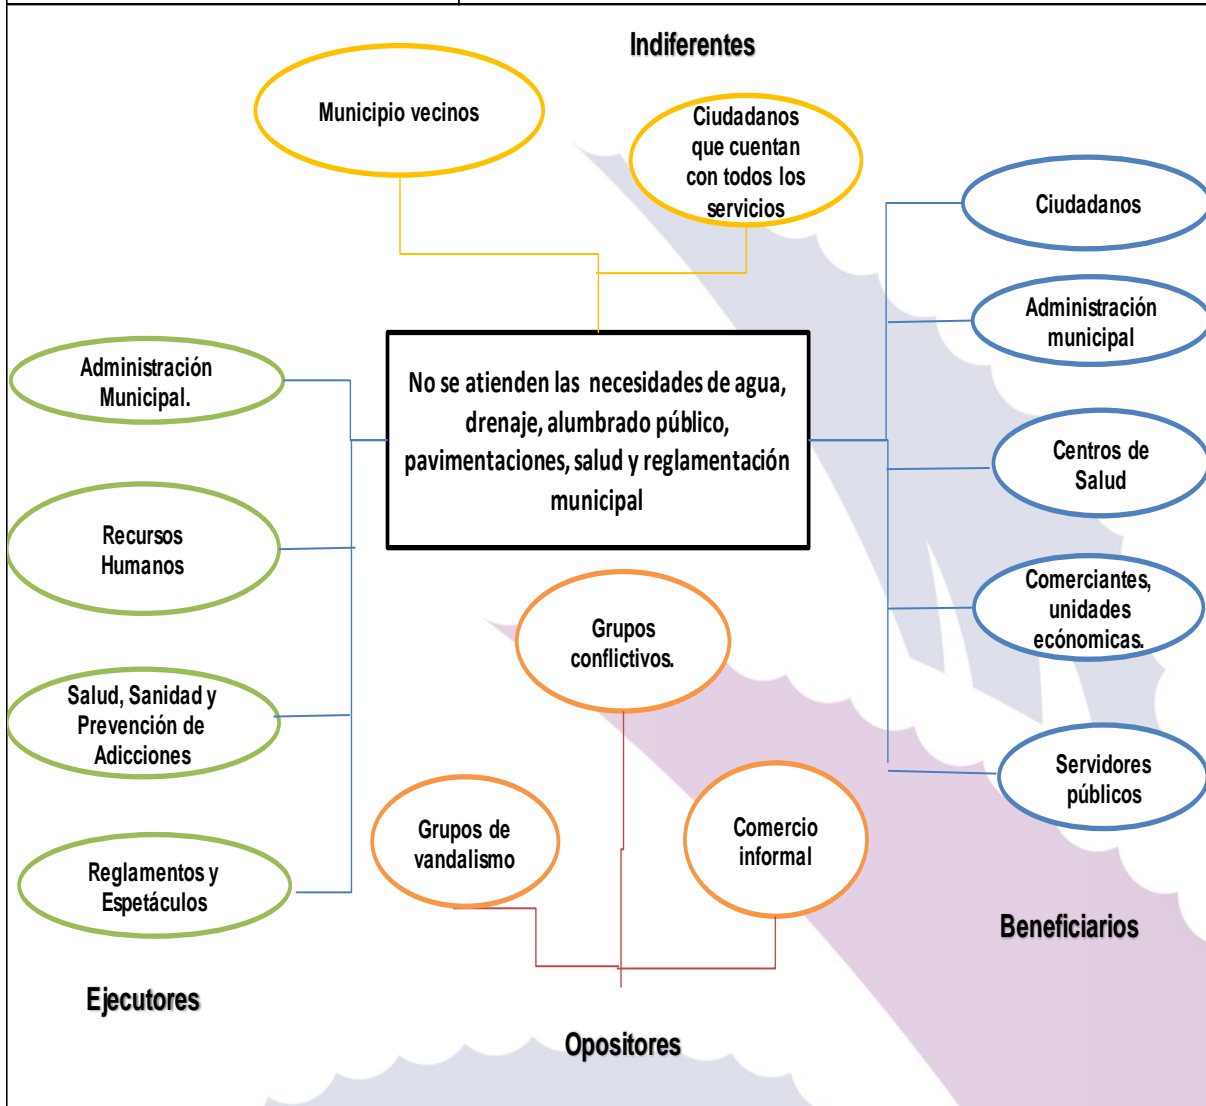 Indiferentes
Municipio vecinos
Ciudadanos
que cuentan
con todos los
servicios
Ciudadanos
Administración
municipal
Centros de
Salud
Comerciantes,
unidades
ecónomicas.
Servidores
públicos
Beneficiarios
No se atienden las necesidades de agua,
drenaje, alumbrado público,
pavimentaciones, salud y reglamentación
municipal
Administración
Municipal.
Recursos
Humanos
Salud, Sanidad y
Prevención de
Adicciones
Reglamentos y
Espetáculos
Ejecutores
Grupos
conflictivos.
Grupos de
vandalismo
Comercio
informal
Opositores